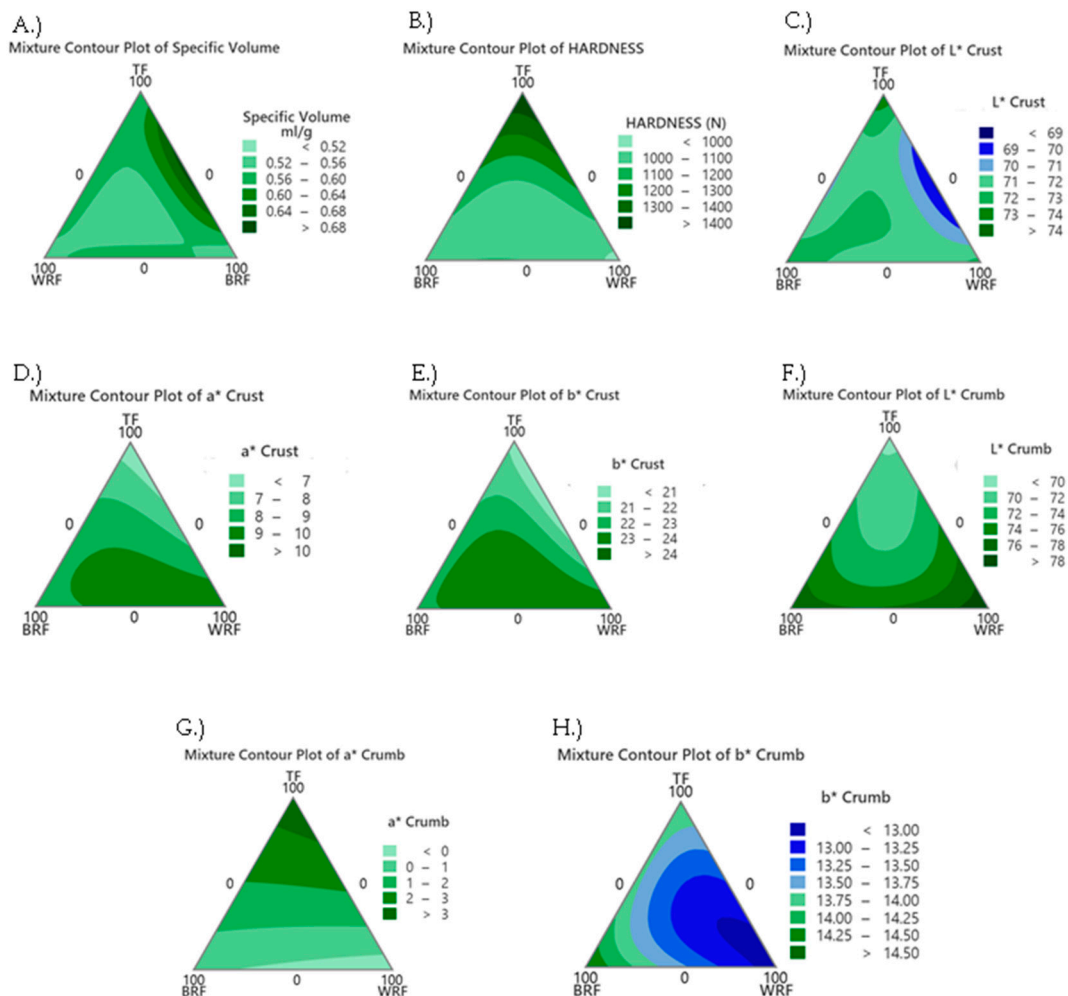 A.)
Mixture Contour Plot of Specific Volume
TF
100
Specific Volume
ml/g
< 0.52
0.52 – 0.56
0.56 – 0.60
0.60 – 0.64
0.64 – 0.68
> 0.68
0
0
100 0 100
WRF BRF
B.)
Mixture Contour Plot of HARDNESS
TF
100
HARDNESS (N)
< 1000
1000 – 1100
1100 – 1200
1200 – 1300
1300 – 1400
> 1400
0
0
100 0 100
BRF WRF
C.)
Mixture Contour Plot of L* Crust
TF
100
L* Crust
< 69
69 – 70
70 – 71
71 – 72
72 – 73
73 – 74
> 74
0
0
100 0 100
BRF WRF
D.)
Mixture Contour Plot of a* Crust
TF
100
a* Crust
< 7
7 – 8
8 – 9
9 – 10
> 10
0
0
100 0 100
BRF WRF
E.)
Mixture Contour Plot of b* Crust
TF
100
b* Crust
< 21
21 – 22
22 – 23
23 – 24
> 24
0
0
100 0 100
BRF WRF
F.)
Mixture Contour Plot of L* Crumb
TF
100
L* Crumb
< 70
70 – 72
72 – 74
74 – 76
76 – 78
> 78
0
0
100 0 100
BRF WRF
G.)
Mixture Contour Plot of a* Crumb
TF
100
a* Crumb
< 0
0 – 1
1 – 2
2 – 3
> 3
0
0
100 0 100
BRF WRF
H.)
Mixture Contour Plot of b* Crumb
TF
100
b* Crumb
< 13.00
13.00 – 13.25
13.25 – 13.50
13.50 – 13.75
13.75 – 14.00
14.00 – 14.25
14.25 – 14.50
> 14.50
0
0
100 0 100
BRF WRF